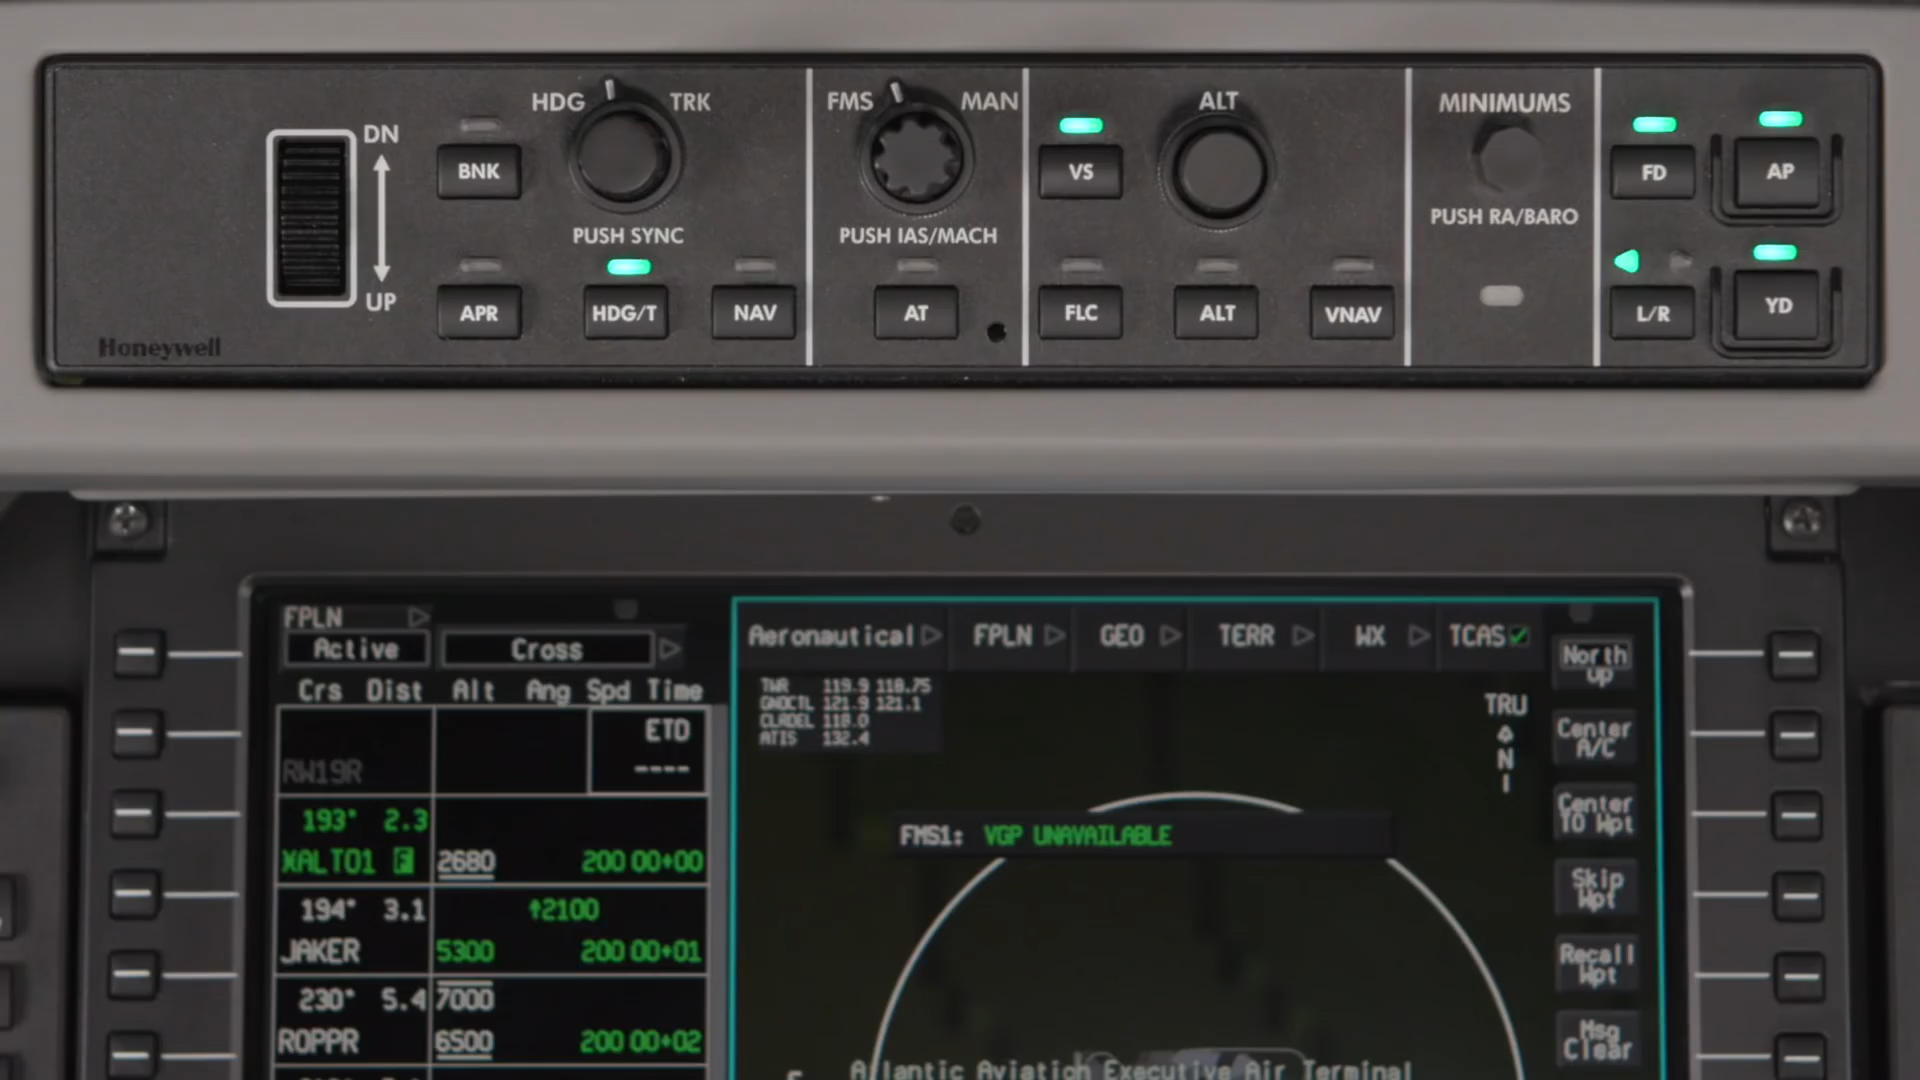 HDG TRK FMS MAN ALT MINIMUMS
DN
BNK VS FD AP
PUSH SYNC PUSH IAS/MACH PUSH RA/BARO
UP
APR HDG/T NAV AT FLC ALT VNAV L/R YD
Honeywell
FPLN
Active Cross
Crs Dist Alt Ang Spd Time
ETD
RW19R ----
193° 2.3
XALTO1 F 2680 200 00+00
194° 3.1 ↑2100
JAKER 5300 200 00+01
230° 5.4 7000
ROPPR 6500 200 00+02
Aeronautical FPLN GEO TERR WX TCAS
TWR 119.9 118.75
GNDCTL 121.9 121.1
CLRDEL 118.0
ATIS 132.4
TRU
N
FMS1: VGP UNAVAILABLE
Atlantic Aviation Executive Air Terminal
North
Up
Center
A/C
Center
TO Wpt
Skip
Wpt
Recall
Wpt
Msg
Clear